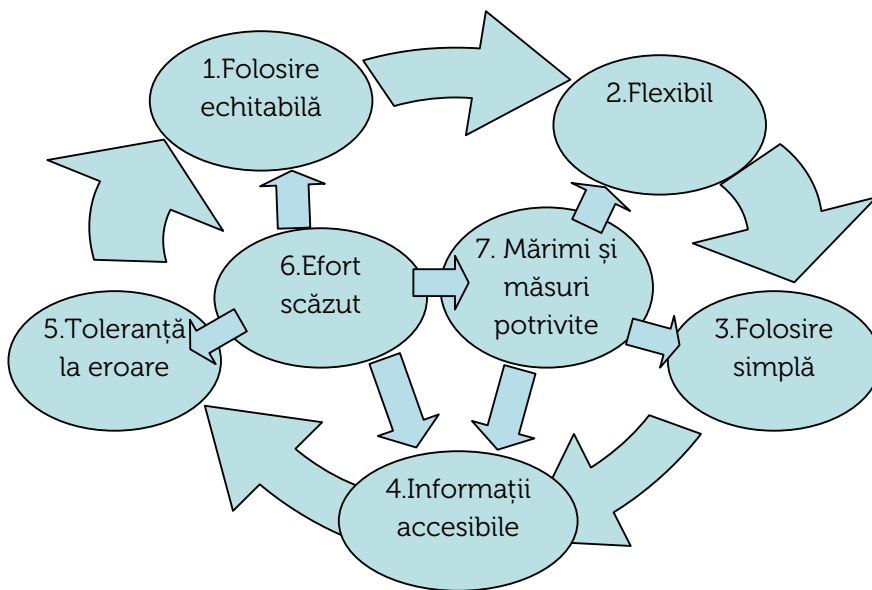 1.Folosire
echitabilă
2.Flexibil
6.Efort
scăzut
7. Mărimi și
măsuri
potrivite
5.Toleranță
la eroare
3.Folosire
simplă
4.Informații
accesibile